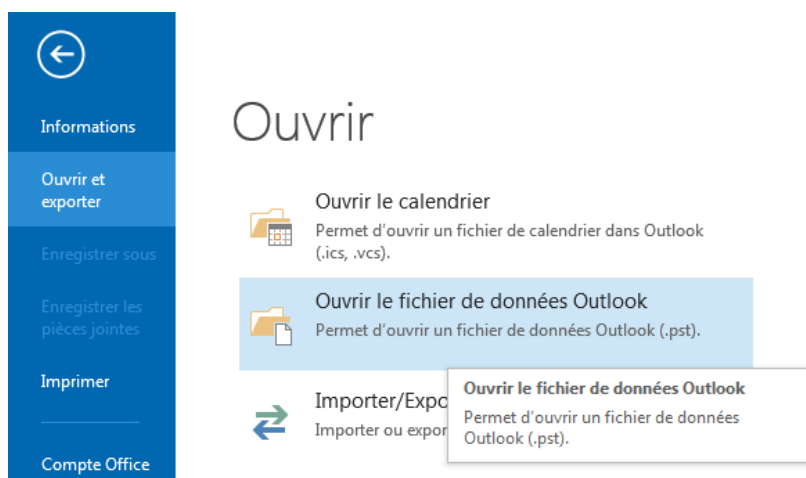 Informations
Ouvrir et
exporter
Enregistrer sous
Enregistrer les
pièces jointes
Imprimer
Compte Office
Ouvrir
Ouvrir le calendrier
Permet d'ouvrir un fichier de calendrier dans Outlook
(.ics, .vcs).
Ouvrir le fichier de données Outlook
Permet d'ouvrir un fichier de données Outlook (.pst).
Importer/Expo
Importer ou expor
Ouvrir le fichier de données Outlook
Permet d'ouvrir un fichier de données
Outlook (.pst).